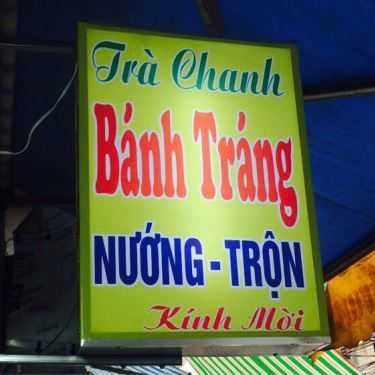 Trà Chanh
Bánh Tráng
NƯỚNG - TRỘN
Kính Mời